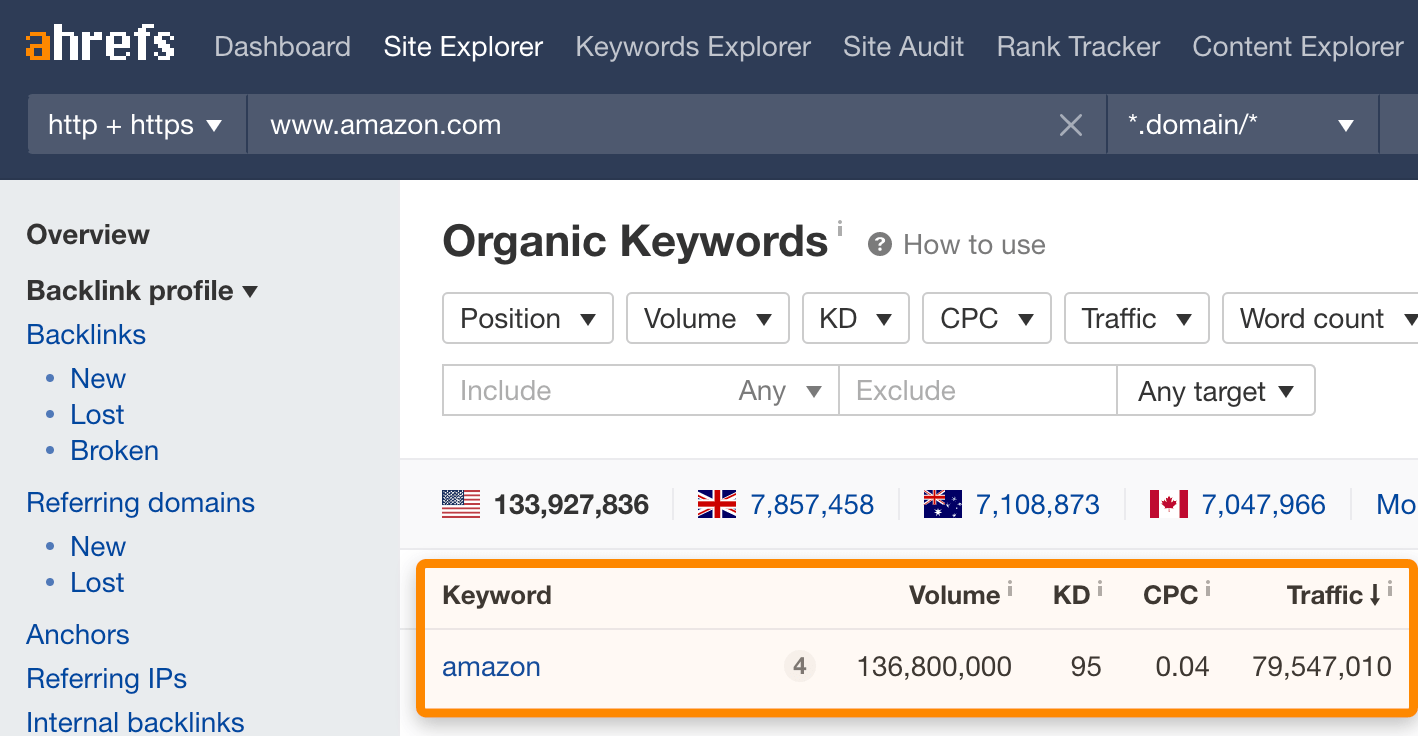 ahrefs Dashboard Site Explorer Keywords Explorer Site Audit Rank Tracker Content Explorer
http + https www.amazon.com *.domain/*
Overview
Backlink profile
Backlinks
New
Lost
Broken
Referring domains
New
Lost
Anchors
Referring IPs
Internal backlinks
Organic Keywords i ? How to use
Position Volume KD CPC Traffic Word count
Include Any Exclude Any target
133,927,836 7,857,458 7,108,873 7,047,966 Mo
Keyword Volume i KD i CPC i Traffic i
amazon 4 136,800,000 95 0.04 79,547,010